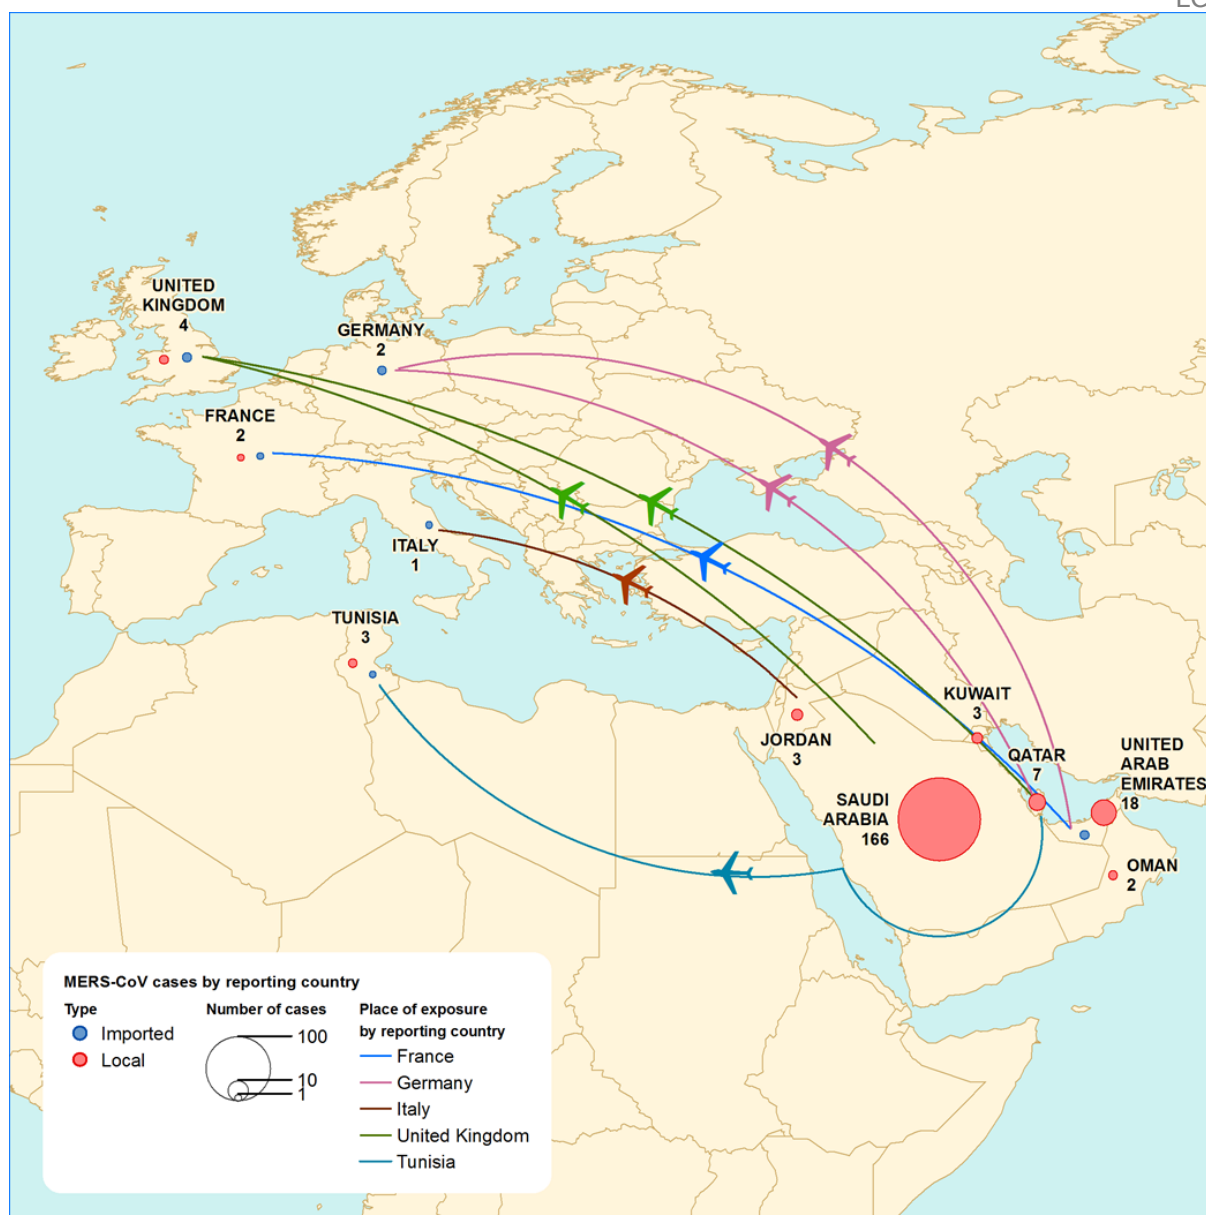 UNITED
KINGDOM
4
GERMANY
2
FRANCE
2
ITALY
1
TUNISIA
3
KUWAIT
3
JORDAN
3
QATAR
7
UNITED
ARAB
EMIRATES
18
SAUDI
ARABIA
166
OMAN
2
MERS-CoV cases by reporting country
Type
Imported
Local
Number of cases
100
10
1
Place of exposure
by reporting country
France
Germany
Italy
United Kingdom
Tunisia